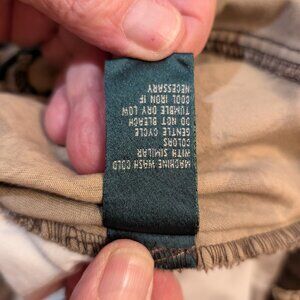 MACHINE WASH COLD
WITH SIMILAR
COLORS
GENTLE CYCLE
DO NOT BLEACH
TUMBLE DRY LOW
COOL IRON IF
NECESSARY